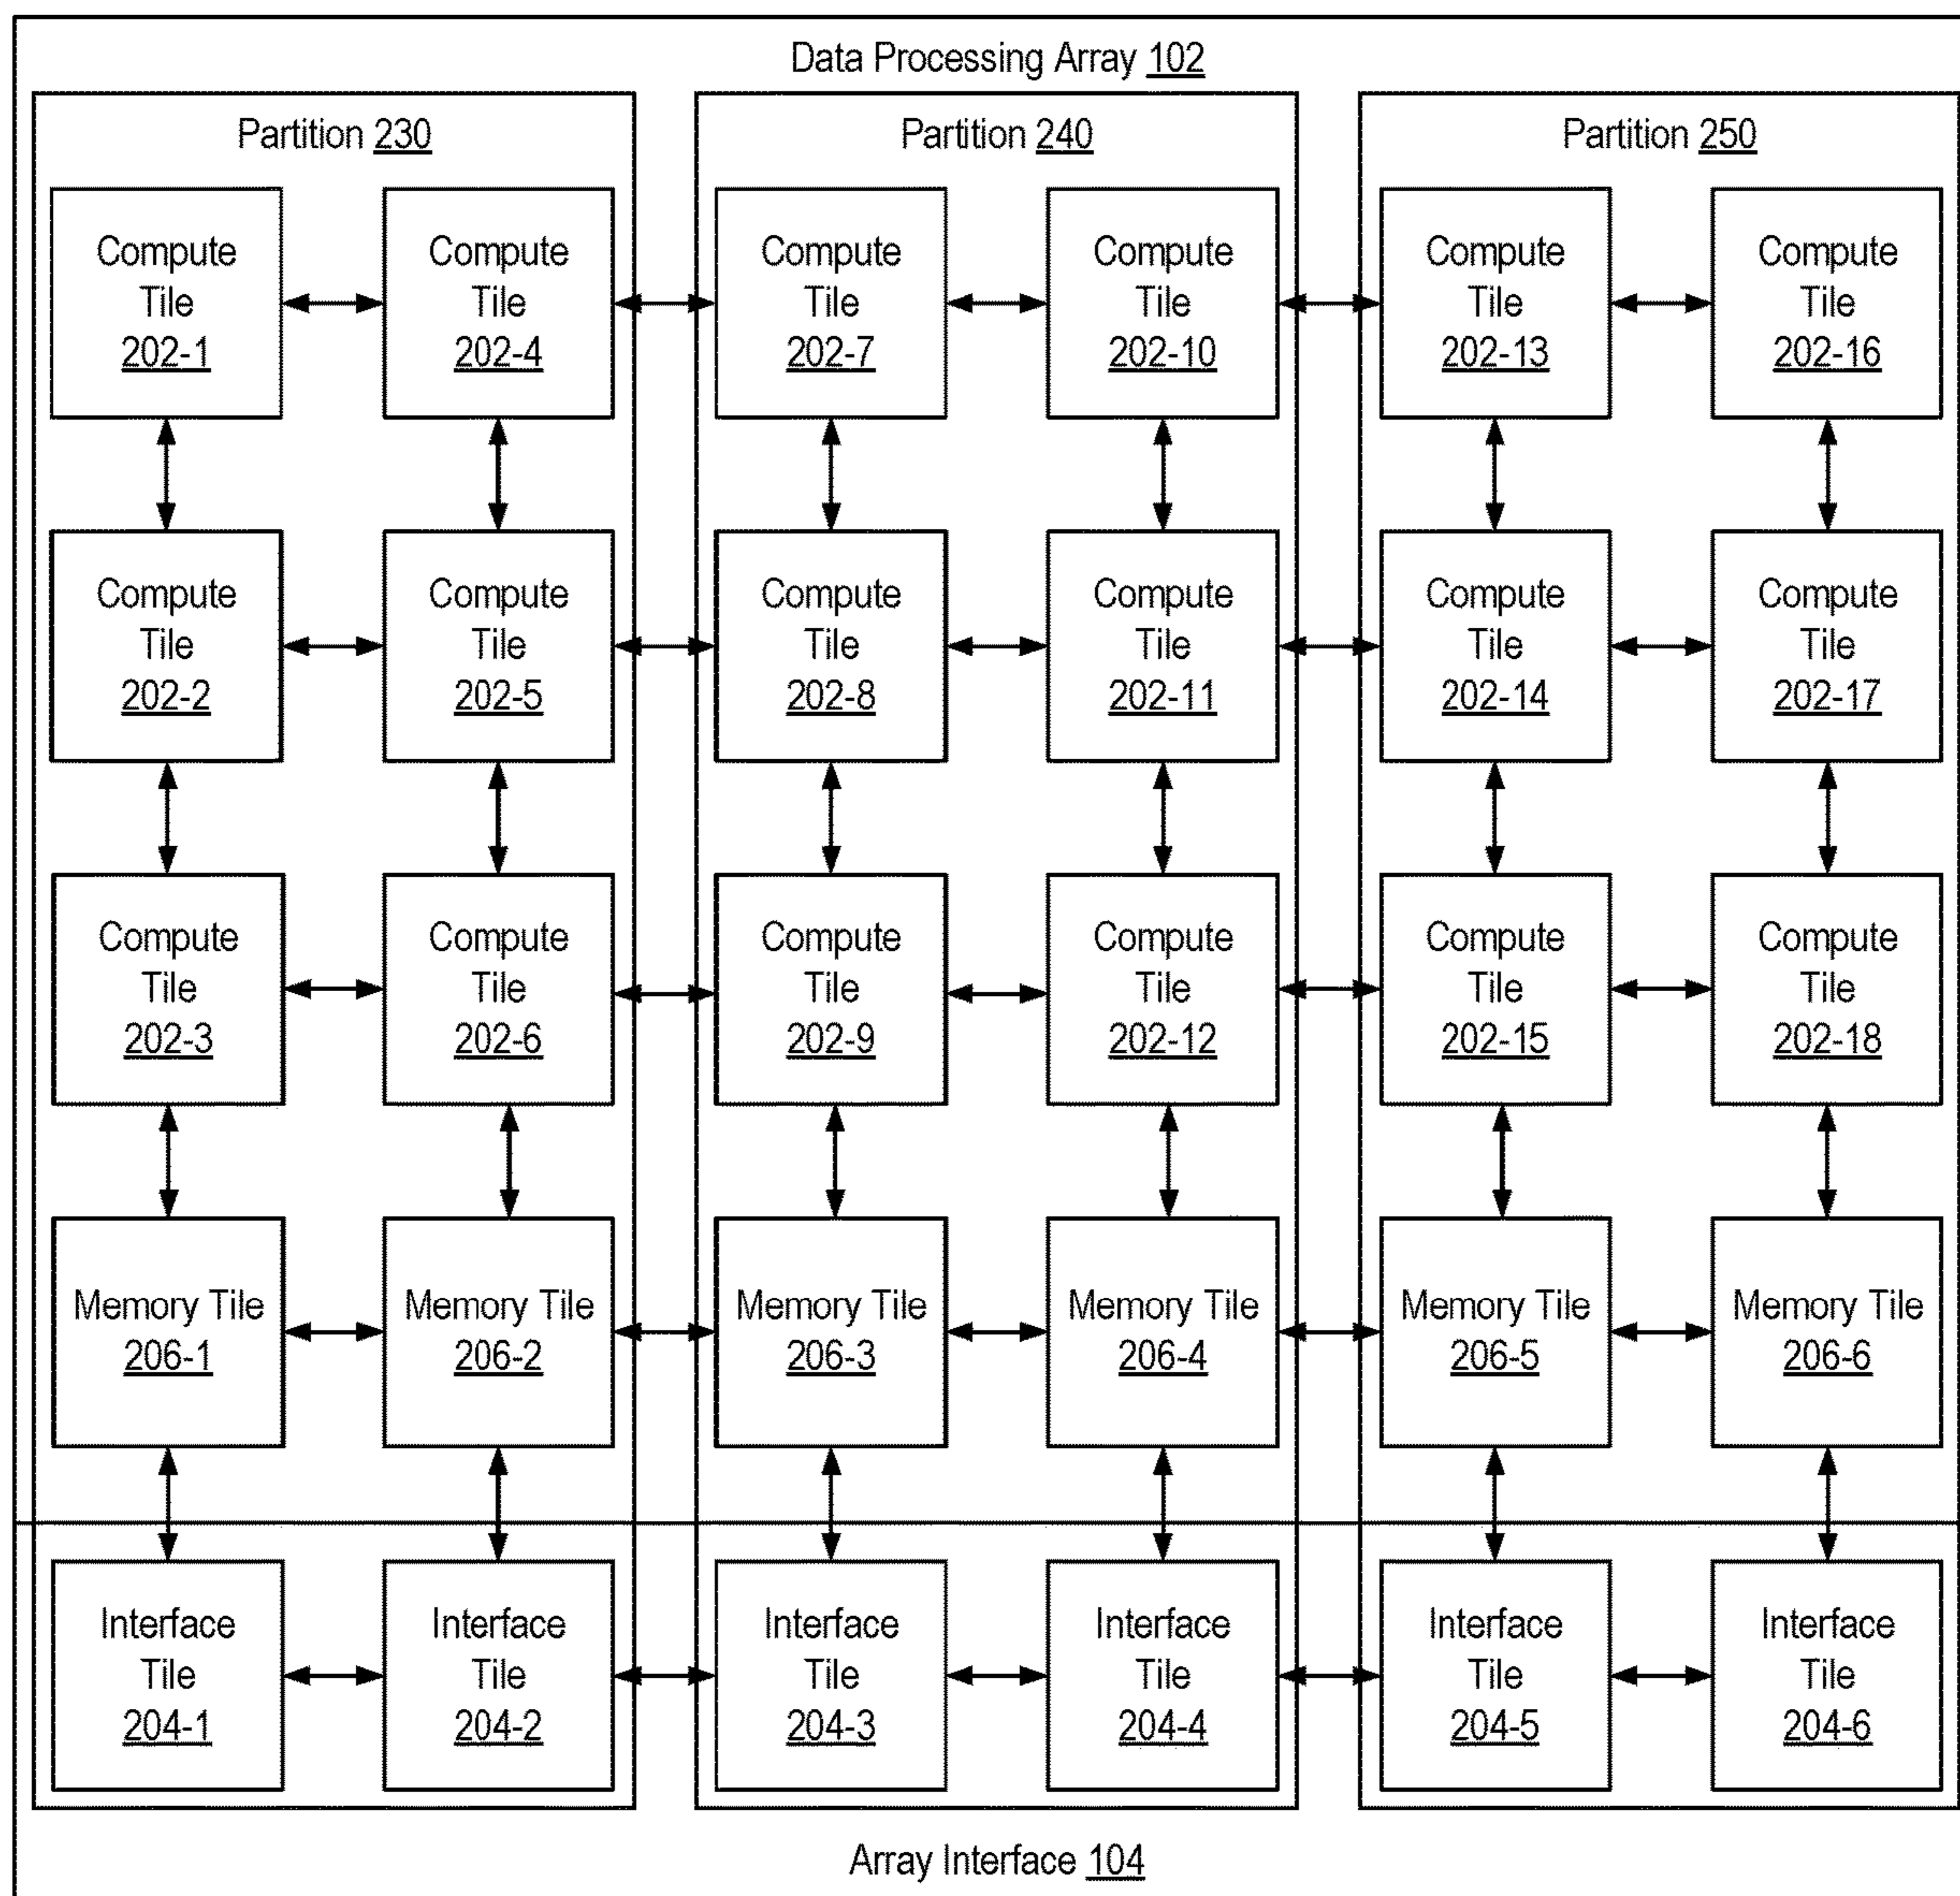 Data Processing Array 102
Partition 230
Partition 240
Partition 250
Compute
Tile
202-1
Compute
Tile
202-4
Compute
Tile
202-7
Compute
Tile
202-10
Compute
Tile
202-13
Compute
Tile
202-16
Compute
Tile
202-2
Compute
Tile
202-5
Compute
Tile
202-8
Compute
Tile
202-11
Compute
Tile
202-14
Compute
Tile
202-17
Compute
Tile
202-3
Compute
Tile
202-6
Compute
Tile
202-9
Compute
Tile
202-12
Compute
Tile
202-15
Compute
Tile
202-18
Memory Tile
206-1
Memory Tile
206-2
Memory Tile
206-3
Memory Tile
206-4
Memory Tile
206-5
Memory Tile
206-6
Interface
Tile
204-1
Interface
Tile
204-2
Interface
Tile
204-3
Interface
Tile
204-4
Interface
Tile
204-5
Interface
Tile
204-6
Array Interface 104